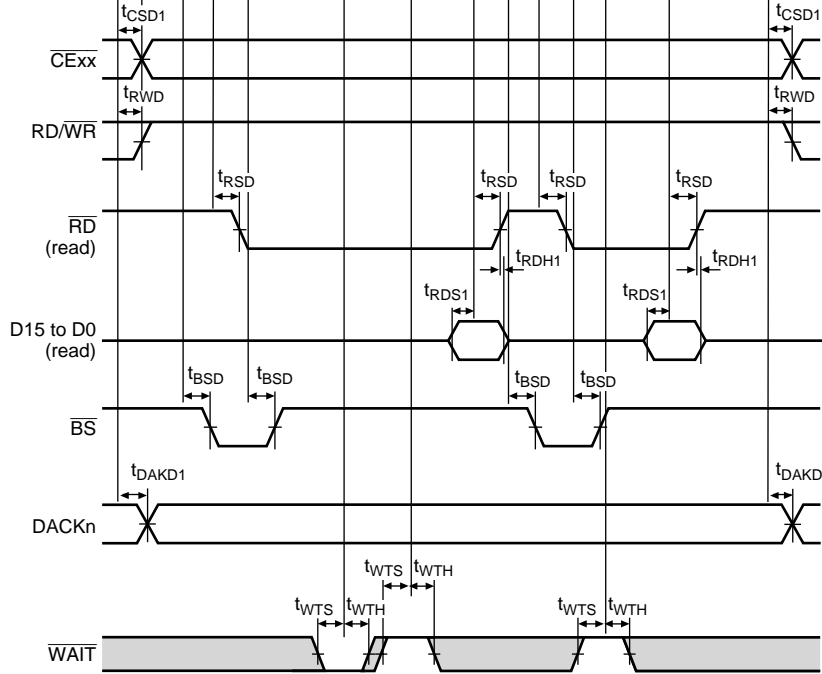 tCSD1 tCSD1
CExx
tRWD tRWD
RD/WR
tRSD tRSD tRSD tRSD
RD
(read)
tRDH1 tRDH1
tRDS1 tRDS1
D15 to D0
(read)
tBSD tBSD tBSD tBSD
BS
tDAKD1 tDAKD
DACKn
tWTS tWTH
tWTS tWTH tWTS tWTH
WAIT